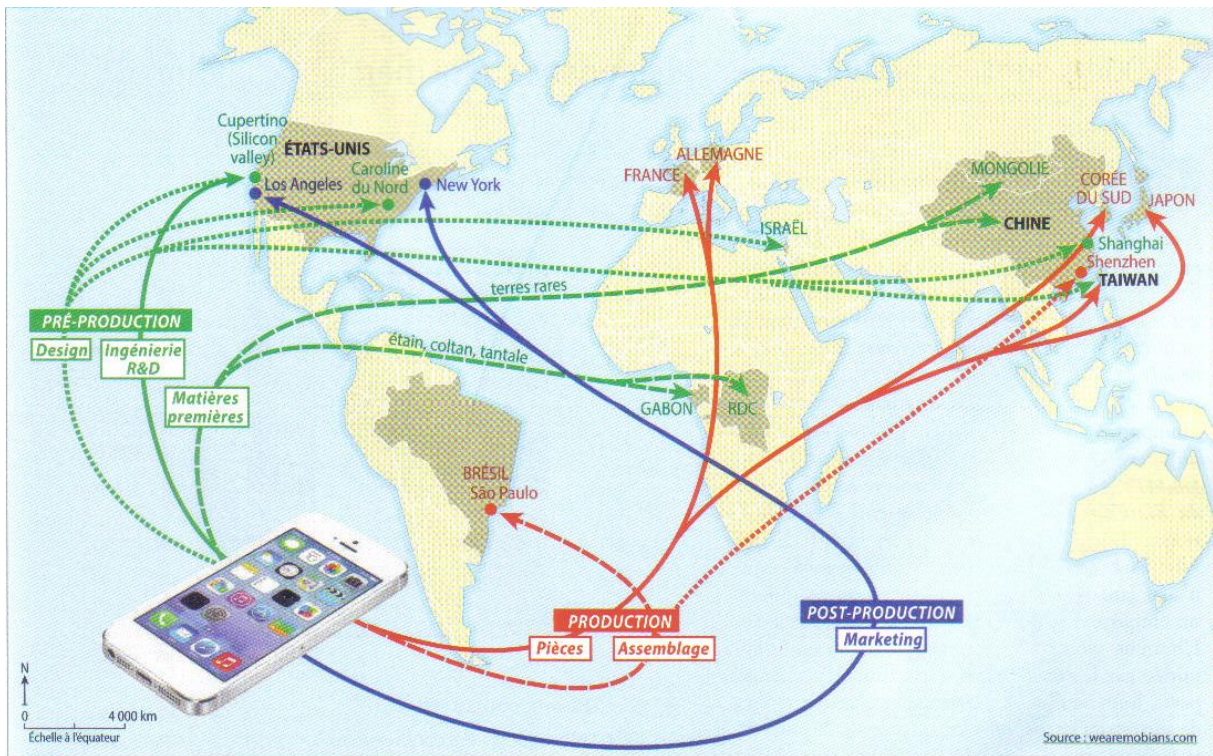 Cupertino
(Silicon
valley)
ÉTATS-UNIS
Caroline
du Nord
Los Angeles
New York
ALLEMAGNE
FRANCE
MONGOLIE
CORÉE
DU SUD
JAPON
ISRAËL
CHINE
Shanghai
Shenzhen
TAIWAN
terres rares
PRÉ-PRODUCTION
Design
Ingénierie
R&D
Matières
premières
étain, coltan, tantale
GABON
RDC
BRÉSIL
São Paulo
PRODUCTION
Pièces
Assemblage
POST-PRODUCTION
Marketing
N
0
4 000 km
Échelle à l'équateur
Source : wearemobians.com